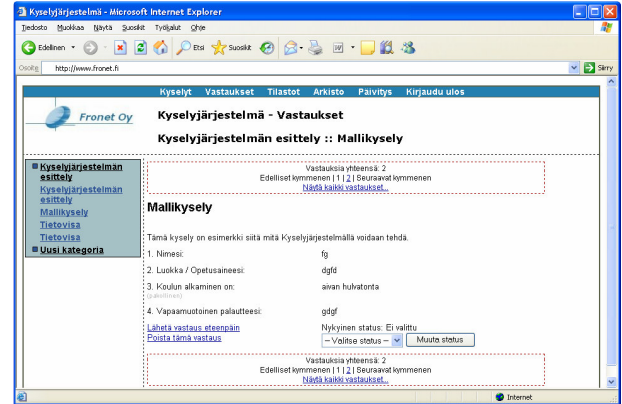 Kyselyjärjestelmä - Microsoft Internet Explorer
Tiedosto Muokkaa Näytä Suosikit Työkalut Ohje
Edellinen Etsi Suosikit
Osoite http://www.fronet.fi Siirry
Kyselyt Vastaukset Tilastot Arkisto Päivitys Kirjaudu ulos
Fronet Oy
Kyselyjärjestelmä - Vastaukset
Kyselyjärjestelmän esittely :: Mallikysely
Kyselyjärjestelmän
esittely
Kyselyjärjestelmän
esittely
Mallikysely
Tietovisa
Tietovisa
Uusi kategoria
Vastauksia yhteensä: 2
Edelliset kymmenen | 1 | 2 | Seuraavat kymmenen
Näytä kaikki vastaukset...
Mallikysely
Tämä kysely on esimerkki siitä mitä Kyselyjärjestelmällä voidaan tehdä.
1. Nimesi: fg
2. Luokka / Opetusaineesi: dgfd
3. Koulun alkaminen on: aivan hulvatonta
(pakollinen)
4. Vapaamuotoinen palautteesi: gdgf
Lähetä vastaus eteenpäin
Poista tämä vastaus
Nykyinen status: Ei valittu
-- Valitse status -- Muuta status
Vastauksia yhteensä: 2
Edelliset kymmenen | 1 | 2 | Seuraavat kymmenen
Näytä kaikki vastaukset...
Internet